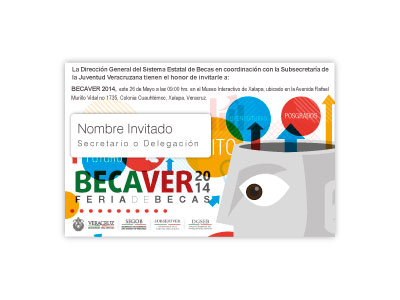 La Dirección General del Sistema Estatal de Becas en coordinación con la Subsecretaría de
la Juventud Veracruzana tienen el honor de invitarle a:
BECAVER 2014, este 26 de Mayo a las 09:00 hrs. en el Museo Interactivo de Xalapa, ubicado en la Avenida Rafael
Murillo Vidal no 1735, Colonia Cuauhtémoc, Xalapa, Veracruz.
POSGRADOS
Nombre Invitado
Secretario o Delegación
FUTURO
BECAVER 2014
FERIA DE BECAS
VERACRUZ
SEGOB
DGSEB